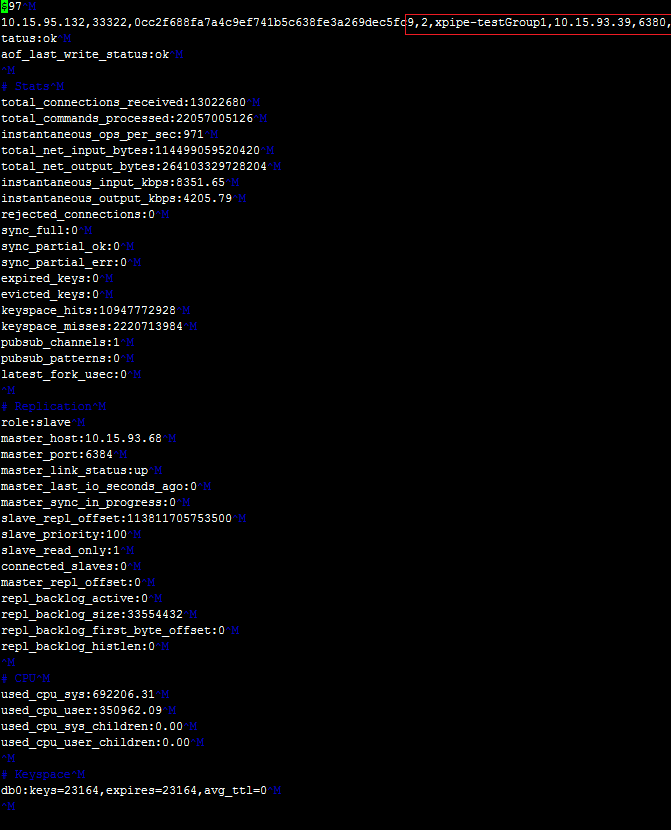 $97^M
10.15.95.132,33322,0cc2f688fa7a4c9ef741b5c638fe3a269dec5fc9,2,xpipe-testGroup1,10.15.93.39,6380,
tatus:ok^M
aof_last_write_status:ok^M
^M
# Stats^M
total_connections_received:13022680^M
total_commands_processed:22057005126^M
instantaneous_ops_per_sec:971^M
total_net_input_bytes:114499059520420^M
total_net_output_bytes:264103329728204^M
instantaneous_input_kbps:8351.65^M
instantaneous_output_kbps:4205.79^M
rejected_connections:0^M
sync_full:0^M
sync_partial_ok:0^M
sync_partial_err:0^M
expired_keys:0^M
evicted_keys:0^M
keyspace_hits:10947772928^M
keyspace_misses:2220713984^M
pubsub_channels:1^M
pubsub_patterns:0^M
latest_fork_usec:0^M
^M
# Replication^M
role:slave^M
master_host:10.15.93.68^M
master_port:6384^M
master_link_status:up^M
master_last_io_seconds_ago:0^M
master_sync_in_progress:0^M
slave_repl_offset:113811705753500^M
slave_priority:100^M
slave_read_only:1^M
connected_slaves:0^M
master_repl_offset:0^M
repl_backlog_active:0^M
repl_backlog_size:33554432^M
repl_backlog_first_byte_offset:0^M
repl_backlog_histlen:0^M
^M
# CPU^M
used_cpu_sys:692206.31^M
used_cpu_user:350962.09^M
used_cpu_sys_children:0.00^M
used_cpu_user_children:0.00^M
^M
# Keyspace^M
db0:keys=23164,expires=23164,avg_ttl=0^M
^M